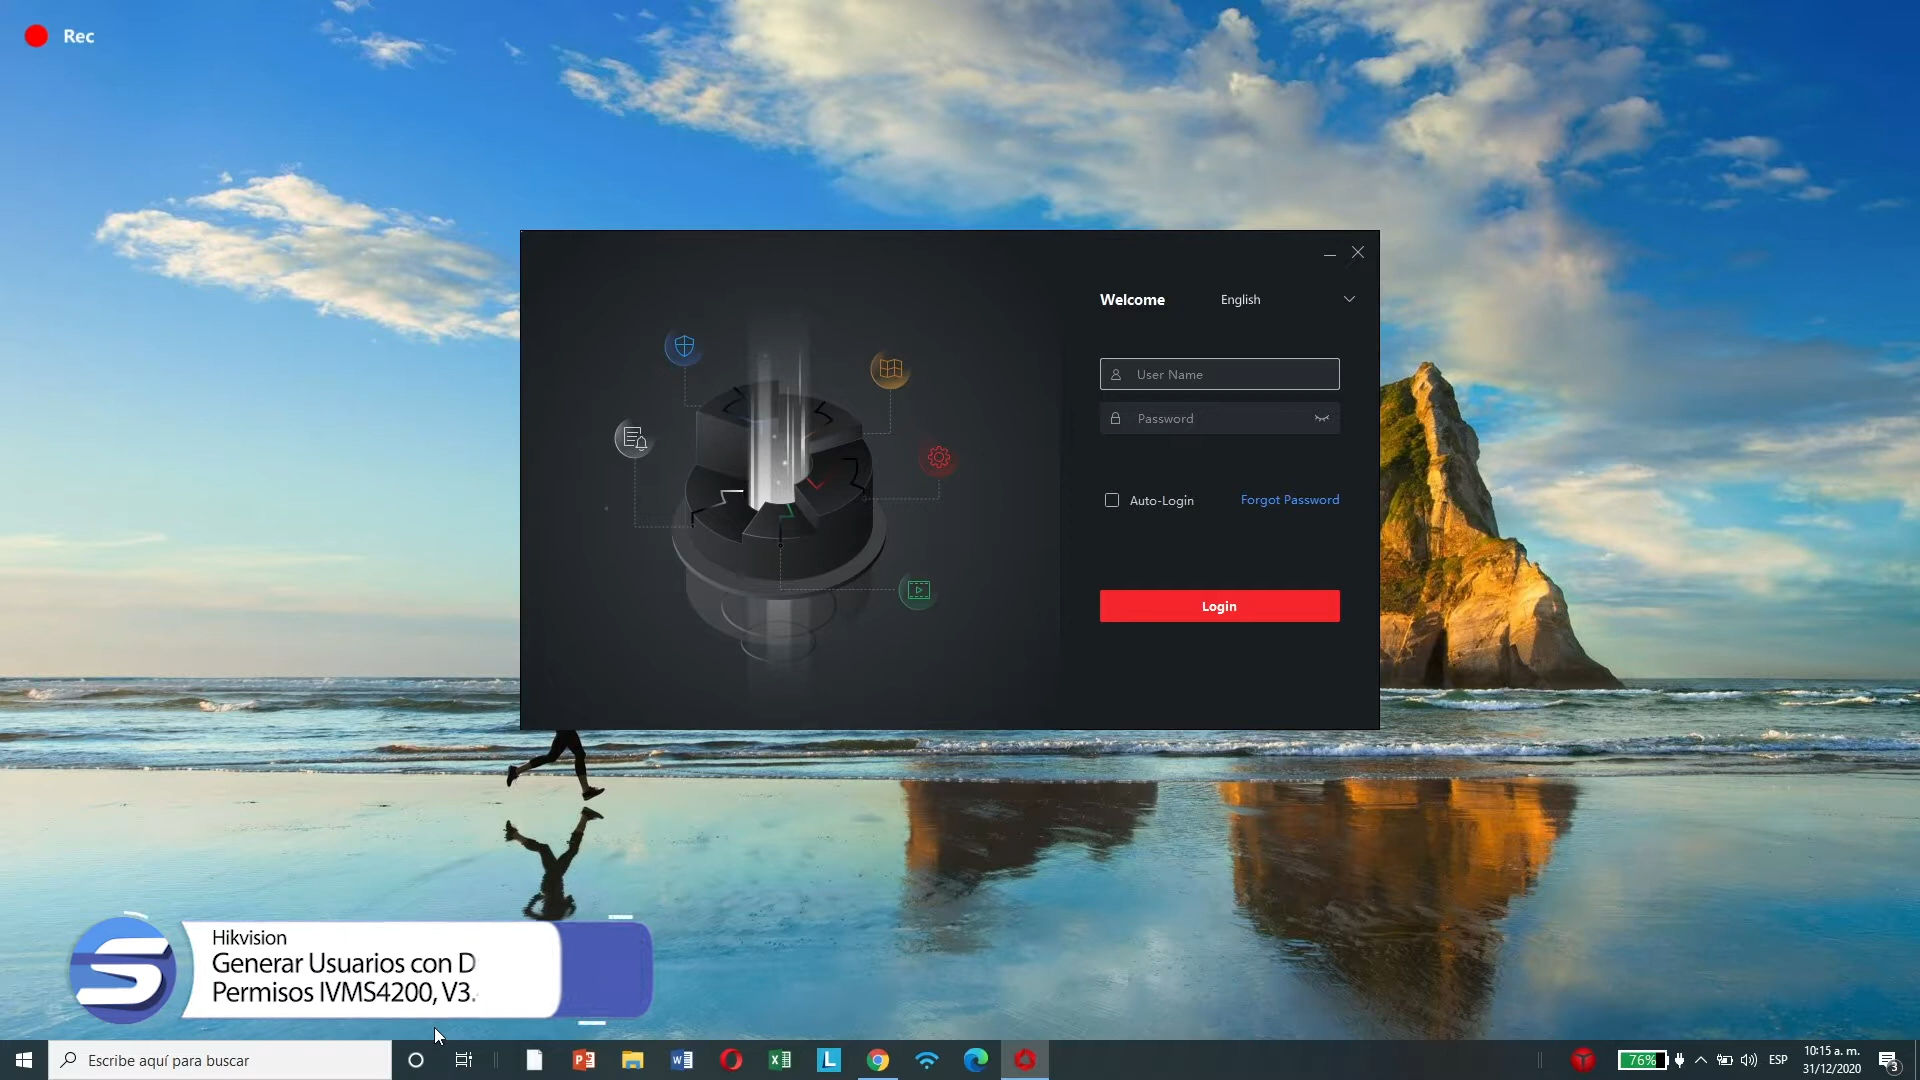 Rec
Welcome
English
User Name
Password
Auto-Login
Forgot Password
Login
Hikvision
Generar Usuarios con D
Permisos IVMS4200, V3.
Escribe aquí para buscar
76%
ESP
10:15 a. m.
31/12/2020
3